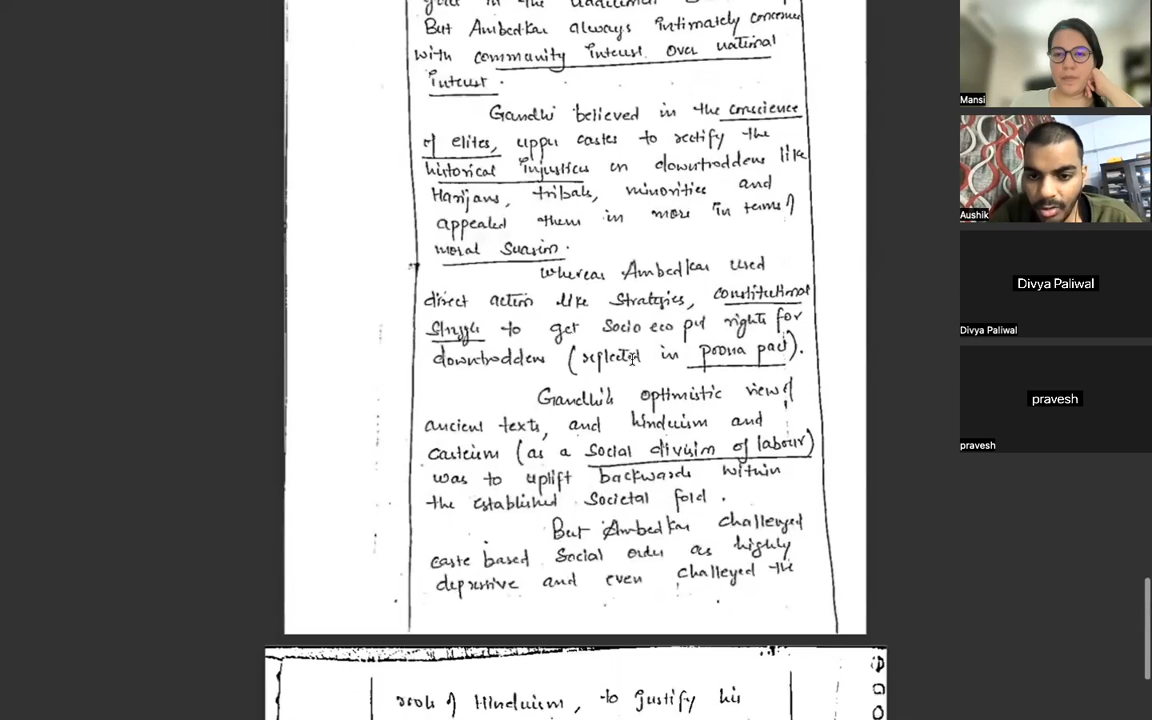 But Ambedkar always intimately concerned
with community interest over national
interest.
Gandhi believed in the conscience
of elites, upper castes to rectify the
historical injustices on downtroddens like
Harijans, tribals, minorities and
appealed them in more in terms of
moral suasion.
whereas Ambedkar used
direct action like strategies, constitutional
struggle to get socio eco pol rights for
downtroddens (reflected in poona pact).
Gandhi's optimistic view of
ancient texts, and hinduism and
casteism (as a social division of labour)
was to uplift backwards within
the established societal fold.
But Ambedkar challenged
caste based social order as highly
depressive and even challenged the
roots of Hinduism, to justify his
Mansi
Aushik
Divya Paliwal
Divya Paliwal
pravesh
pravesh